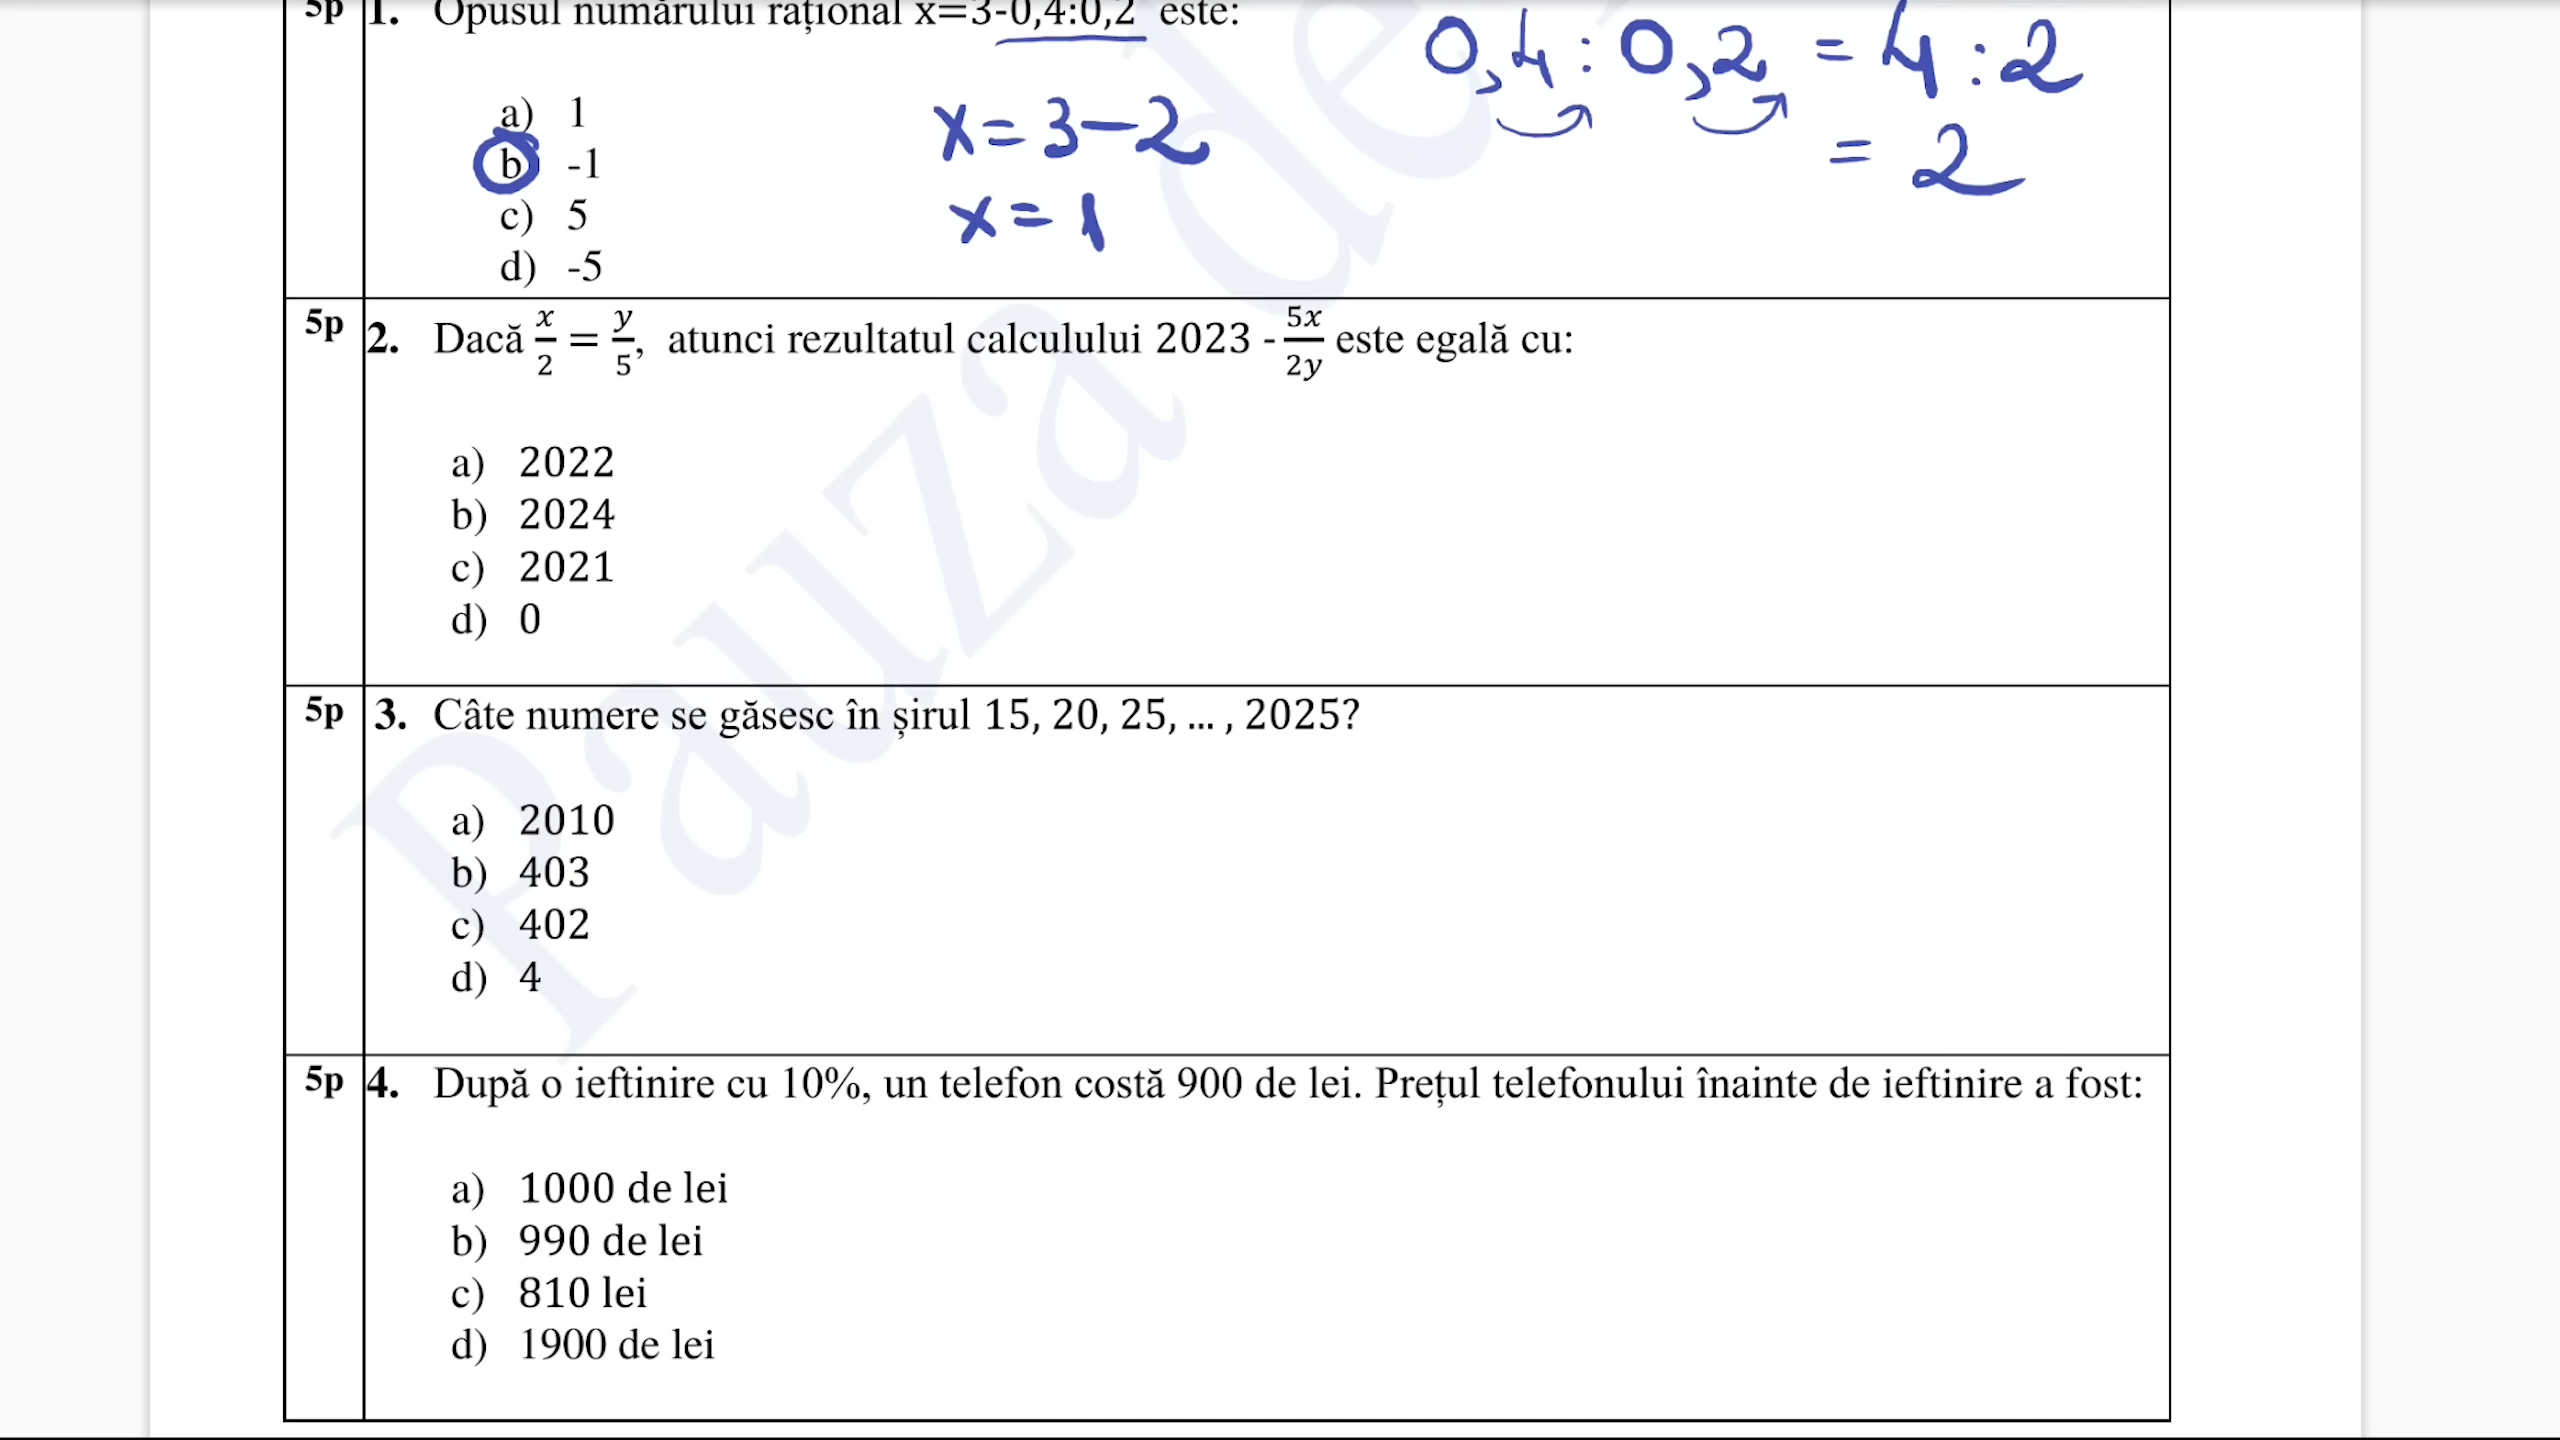 5p 1. Opusul numărului rațional x=3-0,4:0,2 este:
0,4 : 0,2 = 4 : 2
= 2
x = 3 - 2
x = 1
a) 1
b) -1
c) 5
d) -5
5p 2. Dacă x/2 = y/5, atunci rezultatul calculului 2023 - 5x/2y este egală cu:
a) 2022
b) 2024
c) 2021
d) 0
5p 3. Câte numere se găsesc în șirul 15, 20, 25, ... , 2025?
a) 2010
b) 403
c) 402
d) 4
5p 4. După o ieftinire cu 10%, un telefon costă 900 de lei. Prețul telefonului înainte de ieftinire a fost:
a) 1000 de lei
b) 990 de lei
c) 810 lei
d) 1900 de lei
Pauza de